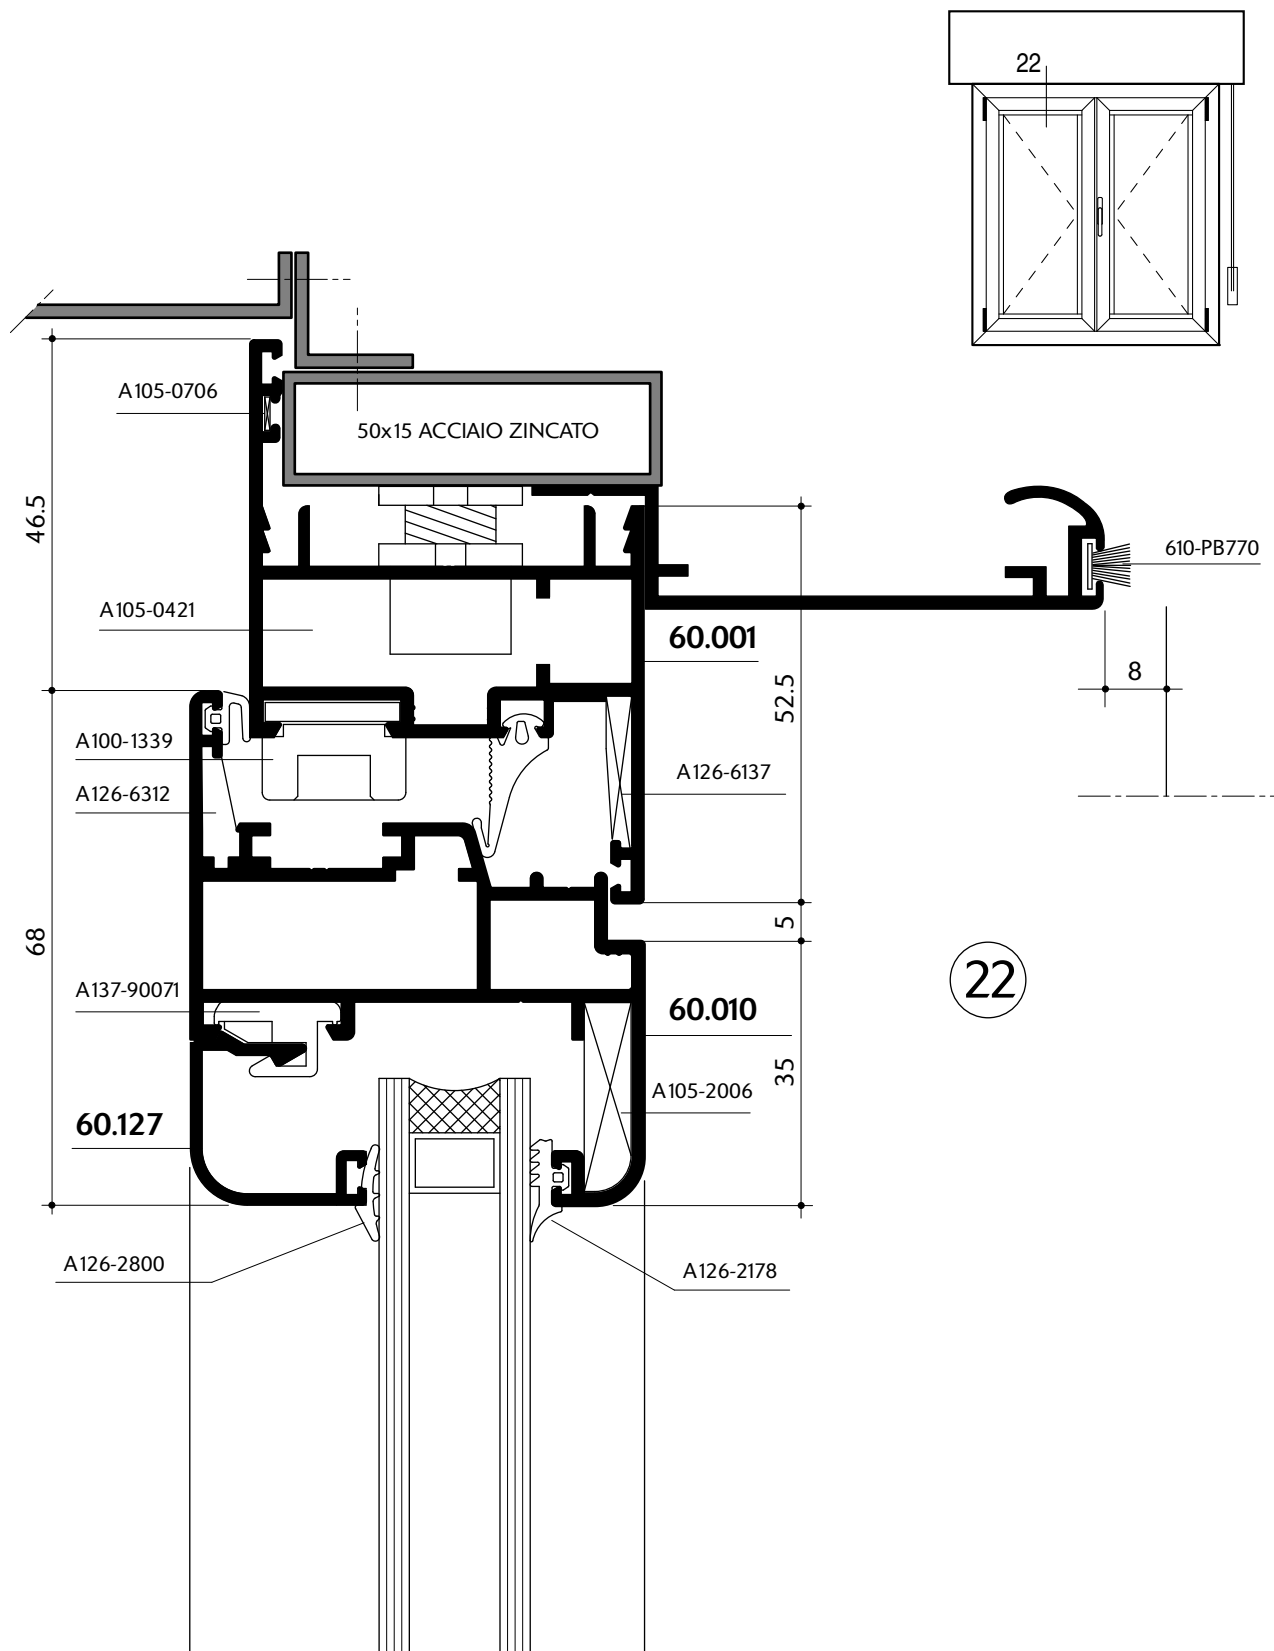 22
A105-0706
50x15 ACCIAIO ZINCATO
46.5
610-PB770
A105-0421
60.001
8
52.5
A100-1339
A126-6137
A126-6312
5
68
22
A137-90071
60.010
35
A105-2006
60.127
A126-2800
A126-2178